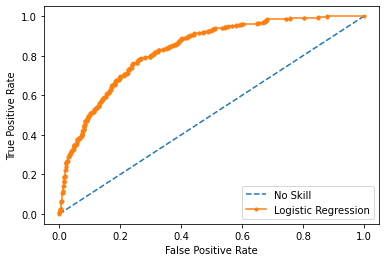 1.0
0.8
0.6
0.4
0.2
0.0
True Positive Rate
No Skill
Logistic Regression
0.0 0.2 0.4 0.6 0.8 1.0
False Positive Rate